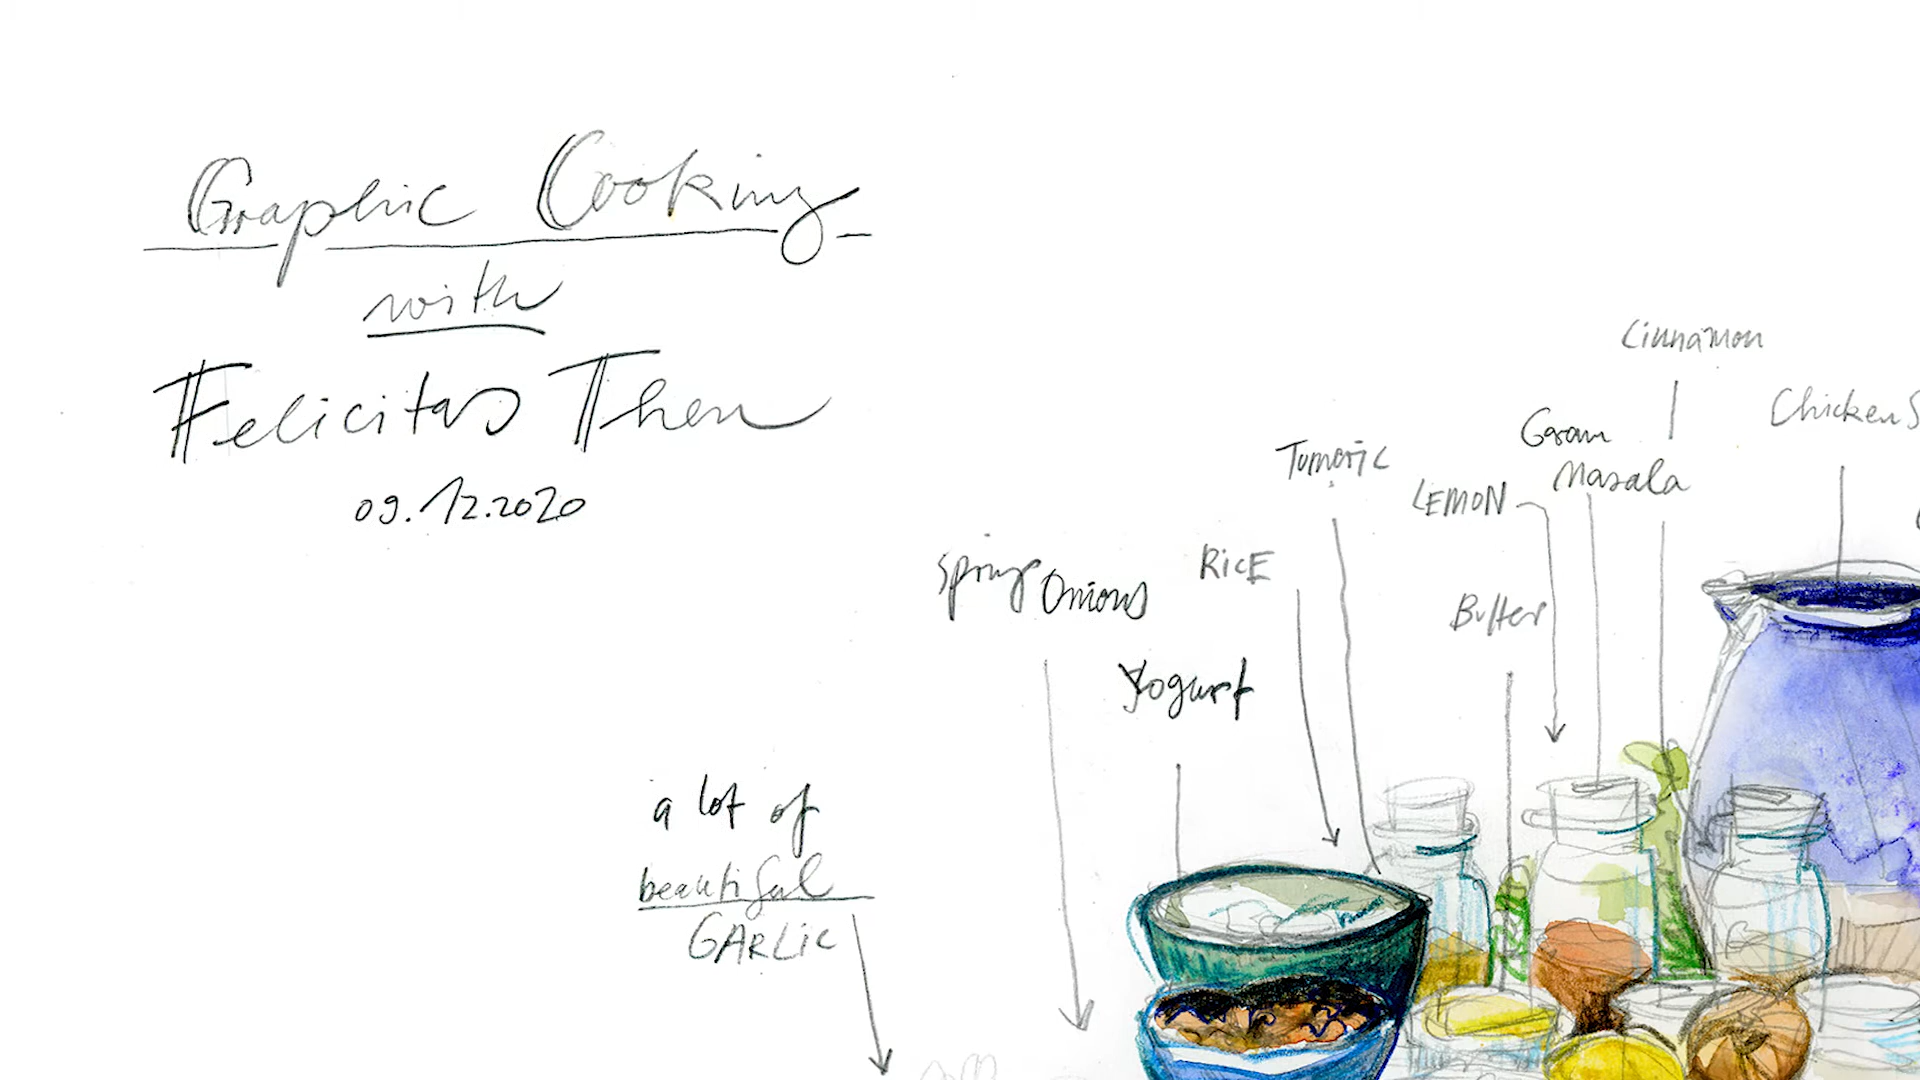 Graphic Cooking
with
Felicitas Then
09.12.2020
Cinnamon
Chicken
Garam
Masala
Tumeric
LEMON
Spring Onions
RICE
Butter
Yogurt
a lot of
beautiful
GARLIC